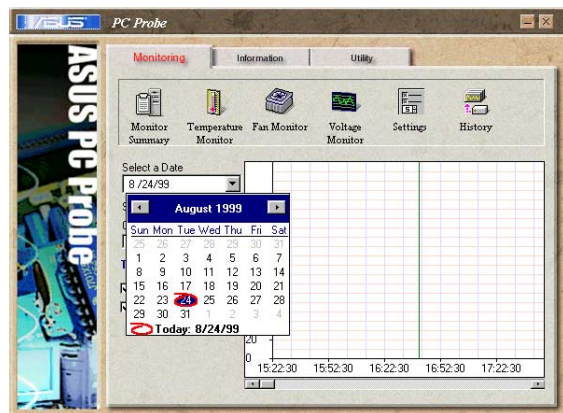 ASUS PC Probe
ASUS PC Probe
Monitoring Information Utility
Monitor Summary
Temperature Monitor
Fan Monitor
Voltage Monitor
Settings
History
Select a Date
8 /24/99
August 1999
Sun Mon Tue Wed Thu Fri Sat
25 26 27 28 29 30 31
1 2 3 4 5 6 7
8 9 10 11 12 13 14
15 16 17 18 19 20 21
22 23 24 25 26 27 28
29 30 31 1 2 3 4
Today: 8/24/99
20
0
15:22:30 15:52:30 16:22:30 16:52:30 17:22:30